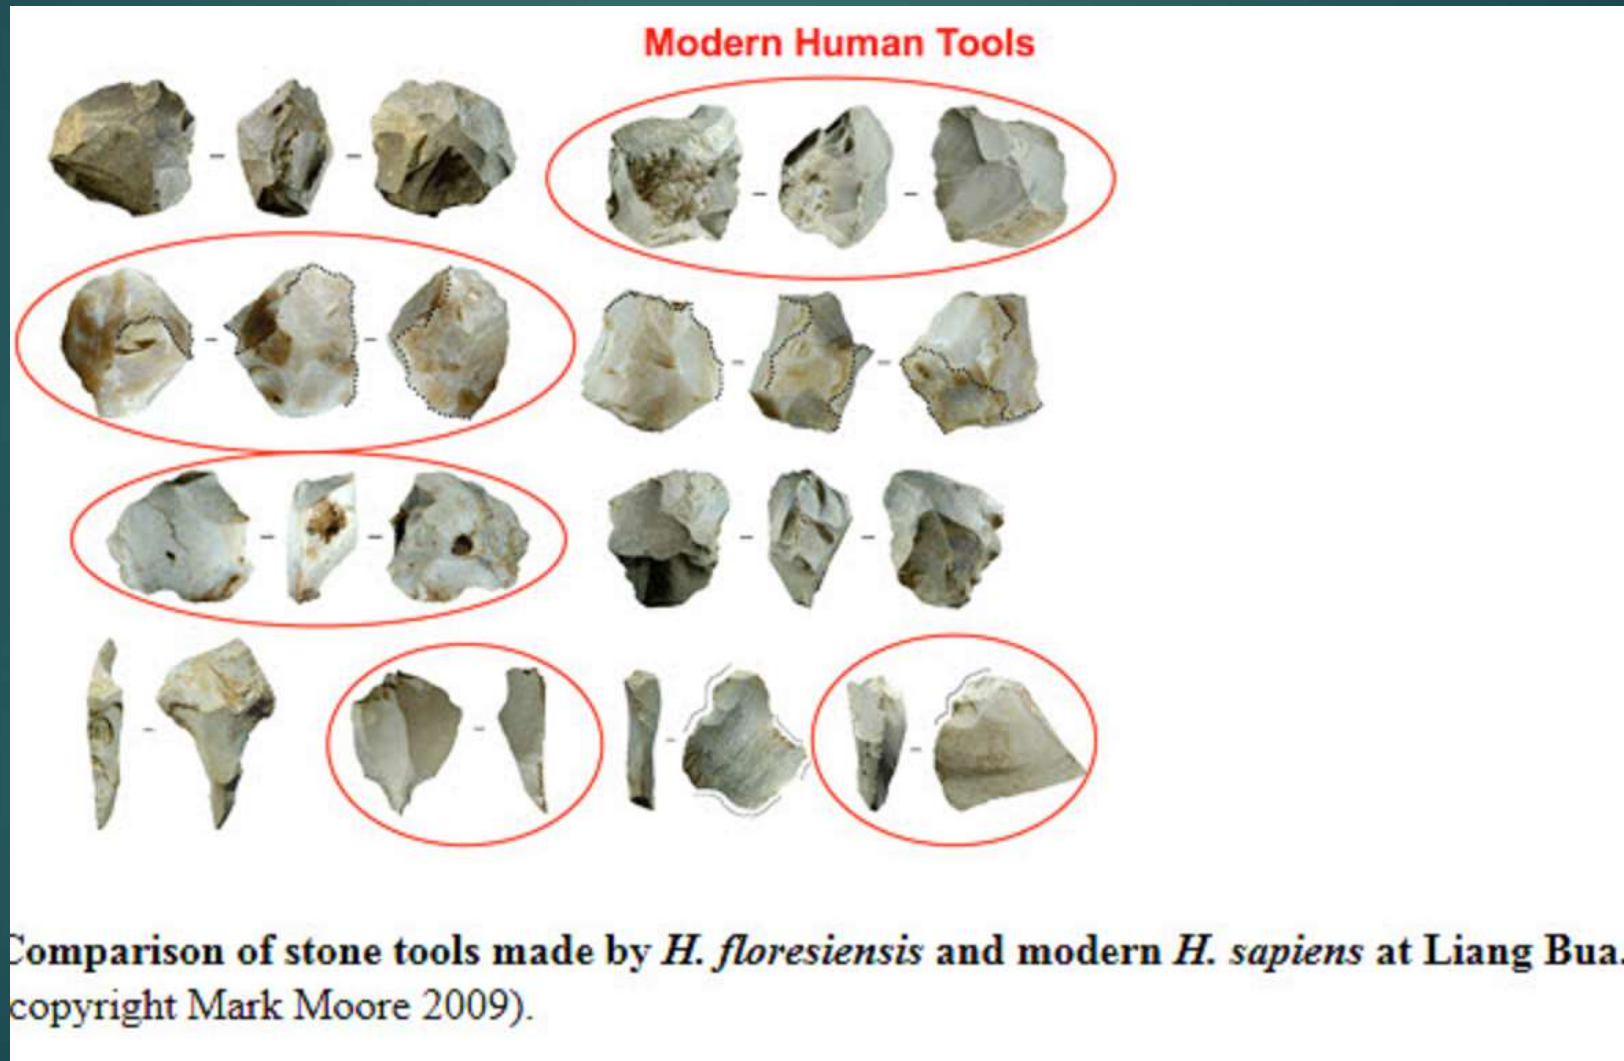 Modern Human Tools
Comparison of stone tools made by H. floresiensis and modern H. sapiens at Liang Bua.
copyright Mark Moore 2009).